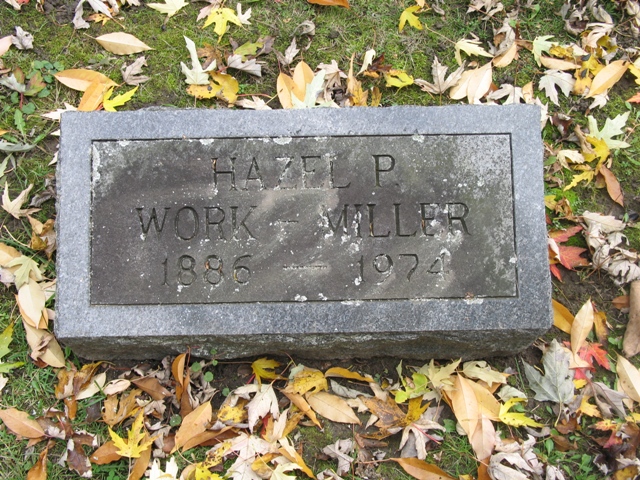 HAZEL P.
WORK - MILLER
1886 - 1974